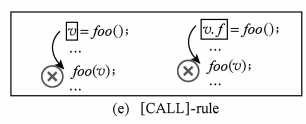 v = foo();
...
foo(v);
...
v.f = foo();
...
foo(v);
...
(e) [CALL]-rule